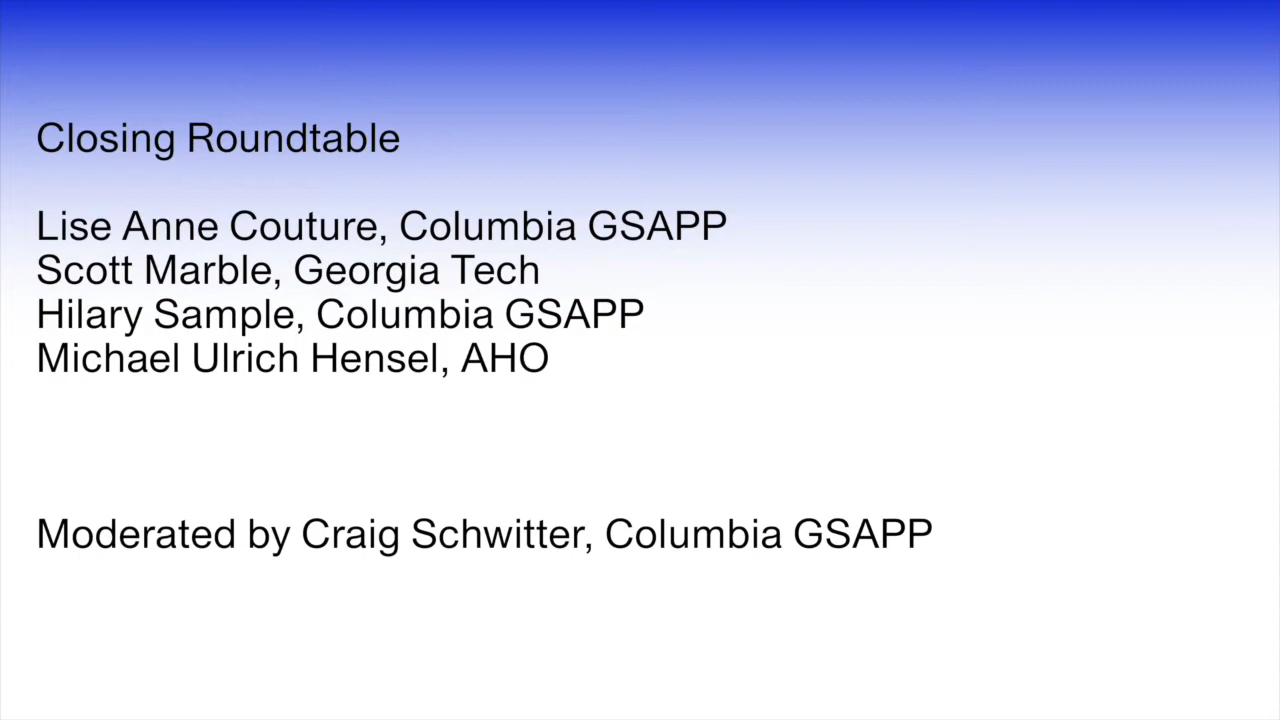 Closing Roundtable
Lise Anne Couture, Columbia GSAPP
Scott Marble, Georgia Tech
Hilary Sample, Columbia GSAPP
Michael Ulrich Hensel, AHO
Moderated by Craig Schwitter, Columbia GSAPP